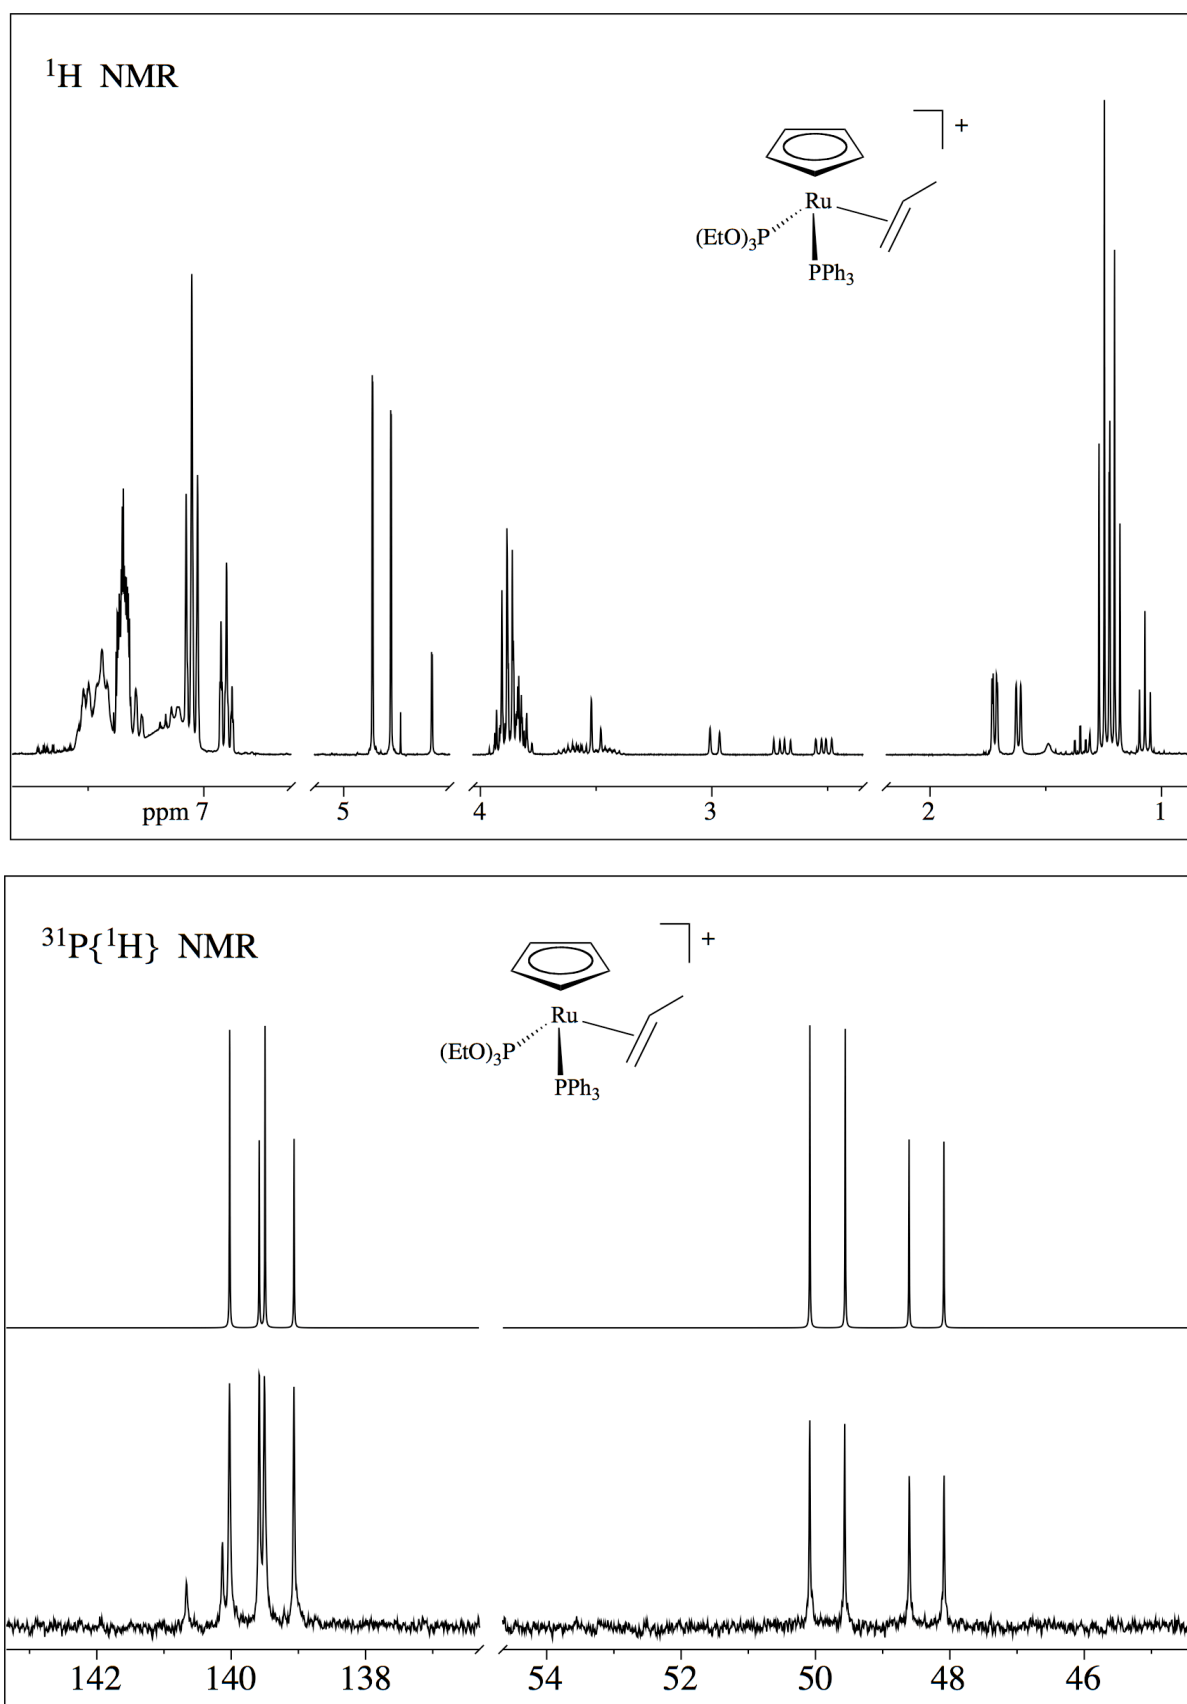 ¹H NMR
+
Ru
(EtO)₃P
PPh₃
ppm 7 5 4 3 2 1
³¹P{¹H} NMR
+
Ru
(EtO)₃P
PPh₃
142 140 138 54 52 50 48 46